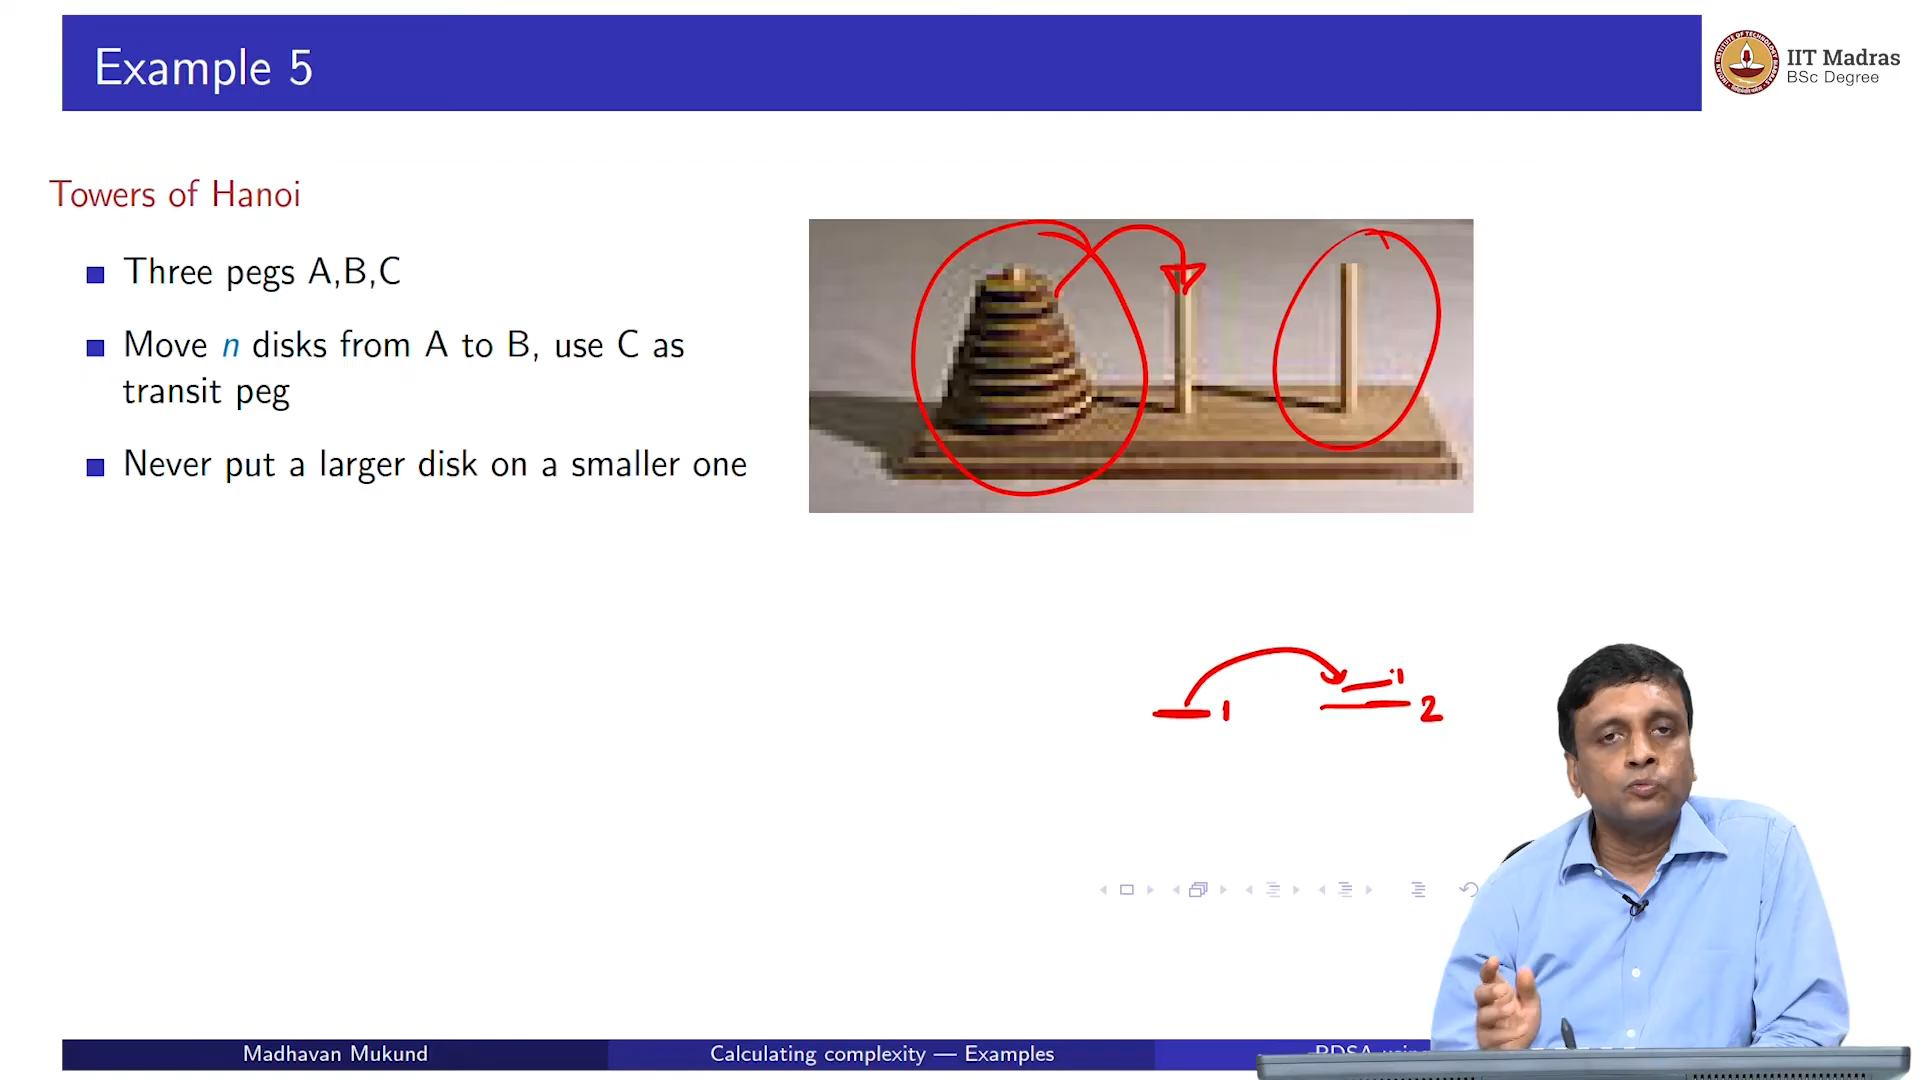 Example 5
IIT Madras
BSc Degree
Towers of Hanoi
Three pegs A,B,C
Move n disks from A to B, use C as
transit peg
Never put a larger disk on a smaller one
1
1
2
Madhavan Mukund
Calculating complexity — Examples